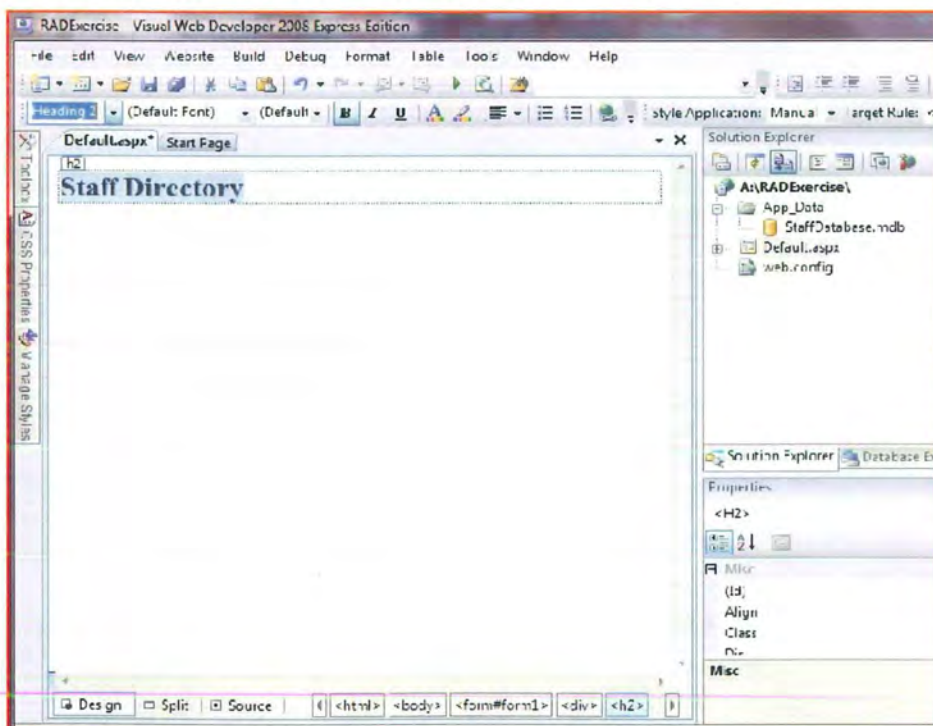 RADExercise Visual Web Developer 2008 Express Edition
File Edit View Website Build Debug Format Table Tools Window Help
Heading 2 (Default Font) (Default B I U A Style Application: Manual Target Rule: <
Default.aspx* Start Page
Solution Explorer
h2
Staff Directory
A:\RADExercise\
App_Data
StaffDatabase.mdb
Default.aspx
web.config
Toolbox
CSS Properties
Manage Styles
Solution Explorer Database Ex
Properties
<H2>
Misc
(Id)
Align
Class
Dir
Misc
Design Split Source <html> <body> <form#form1> <div> <h2>